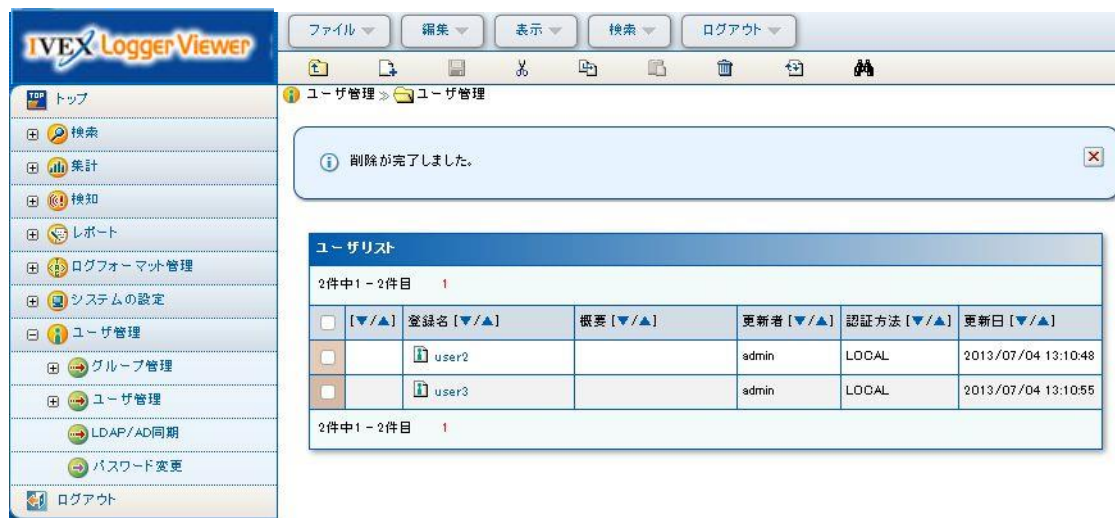 IVEX Logger Viewer
ファイル
編集
表示
検索
ログアウト
TOP トップ
検索
集計
検知
レポート
ログフォーマット管理
システムの設定
ユーザ管理
グループ管理
ユーザ管理
LDAP/AD同期
パスワード変更
ログアウト
ユーザ管理 ≫ ユーザ管理
削除が完了しました。
ユーザリスト
2件中1 - 2件目 1
[▼/▲] 登録名 [▼/▲] 概要 [▼/▲] 更新者 [▼/▲] 認証方法 [▼/▲] 更新日 [▼/▲]
user2 admin LOCAL 2013/07/04 13:10:48
user3 admin LOCAL 2013/07/04 13:10:55
2件中1 - 2件目 1